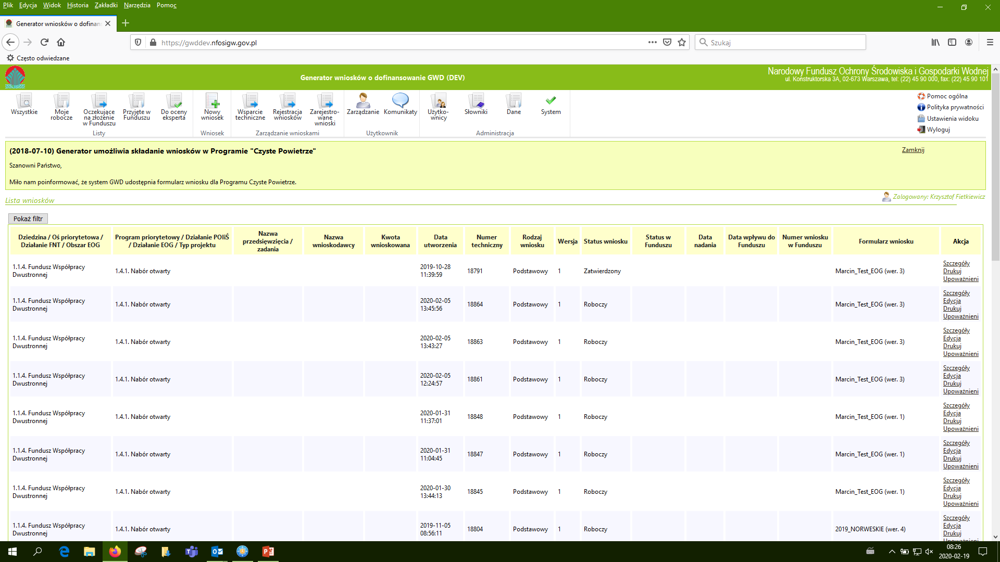 Plik Edycja Widok Historia Zakładki Narzędzia Pomoc
Generator wniosków o dofinan
https://gwddev.nfosigw.gov.pl
Szukaj
Często odwiedzane
Generator wniosków o dofinansowanie GWD (DEV)
Narodowy Fundusz Ochrony Środowiska i Gospodarki Wodnej
ul. Konstruktorska 3A, 02-673 Warszawa, tel: (22) 45 90 000, fax: (22) 45 90 101
Wszystkie
Moje
robocze
Oczekujące
na złożenie
w Funduszu
Przyjęte w
Funduszu
Do oceny
eksperta
Listy
Nowy
wniosek
Wniosek
Wsparcie
techniczne
Rejestracja
wniosków
Zarejestro-
wane
wnioski
Zarządzanie wnioskami
Zarządzanie
Komunikaty
Użytkownik
Użytko-
wnicy
Słowniki
Dane
System
Administracja
Pomoc ogólna
Polityka prywatności
Ustawienia widoku
Wyloguj
(2018-07-10) Generator umożliwia składanie wniosków w Programie "Czyste Powietrze"
Zamknij
Szanowni Państwo,
Miło nam poinformować, że system GWD udostępnia formularz wniosku dla Programu Czyste Powietrze.
Lista wniosków
Zalogowany: Krzysztof Fietkiewicz
Pokaż filtr
Dziedzina / Oś priorytetowa /
Działanie FNT / Obszar EOG
Program priorytetowy / Działanie POIiŚ
/ Działanie EOG / Typ projektu
Nazwa
przedsięwzięcia /
zadania
Nazwa
wnioskodawcy
Kwota
wnioskowana
Data
utworzenia
Numer
techniczny
Rodzaj
wniosku
Wersja
Status wniosku
Status w
Funduszu
Data
nadania
Data wpływu do
Funduszu
Numer wniosku
w Funduszu
Formularz wniosku
Akcja
1.1.4. Fundusz Współpracy
Dwustronnej
1.4.1. Nabór otwarty
2019-10-28
11:39:59
18791
Podstawowy
1
Zatwierdzony
Marcin_Test_EOG (wer. 3)
Szczegóły
Drukuj
Upoważnieni
1.1.4. Fundusz Współpracy
Dwustronnej
1.4.1. Nabór otwarty
2020-02-05
13:45:56
18864
Podstawowy
1
Roboczy
Marcin_Test_EOG (wer. 3)
Szczegóły
Edycja
Drukuj
Upoważnieni
1.1.4. Fundusz Współpracy
Dwustronnej
1.4.1. Nabór otwarty
2020-02-05
13:43:27
18863
Podstawowy
1
Roboczy
Marcin_Test_EOG (wer. 3)
Szczegóły
Edycja
Drukuj
Upoważnieni
1.1.4. Fundusz Współpracy
Dwustronnej
1.4.1. Nabór otwarty
2020-02-05
12:24:57
18861
Podstawowy
1
Roboczy
Marcin_Test_EOG (wer. 3)
Szczegóły
Edycja
Drukuj
Upoważnieni
1.1.4. Fundusz Współpracy
Dwustronnej
1.4.1. Nabór otwarty
2020-01-31
11:37:01
18848
Podstawowy
1
Roboczy
Marcin_Test_EOG (wer. 1)
Szczegóły
Edycja
Drukuj
Upoważnieni
1.1.4. Fundusz Współpracy
Dwustronnej
1.4.1. Nabór otwarty
2020-01-31
11:04:45
18847
Podstawowy
1
Roboczy
Marcin_Test_EOG (wer. 1)
Szczegóły
Edycja
Drukuj
Upoważnieni
1.1.4. Fundusz Współpracy
Dwustronnej
1.4.1. Nabór otwarty
2020-01-30
13:44:13
18845
Podstawowy
1
Roboczy
Marcin_Test_EOG (wer. 1)
Szczegóły
Edycja
Drukuj
Upoważnieni
1.1.4. Fundusz Współpracy
Dwustronnej
1.4.1. Nabór otwarty
2019-11-05
08:56:11
18804
Podstawowy
1
Roboczy
2019_NORWESKIE (wer. 4)
Szczegóły
Edycja
Drukuj
08:26
2020-02-19